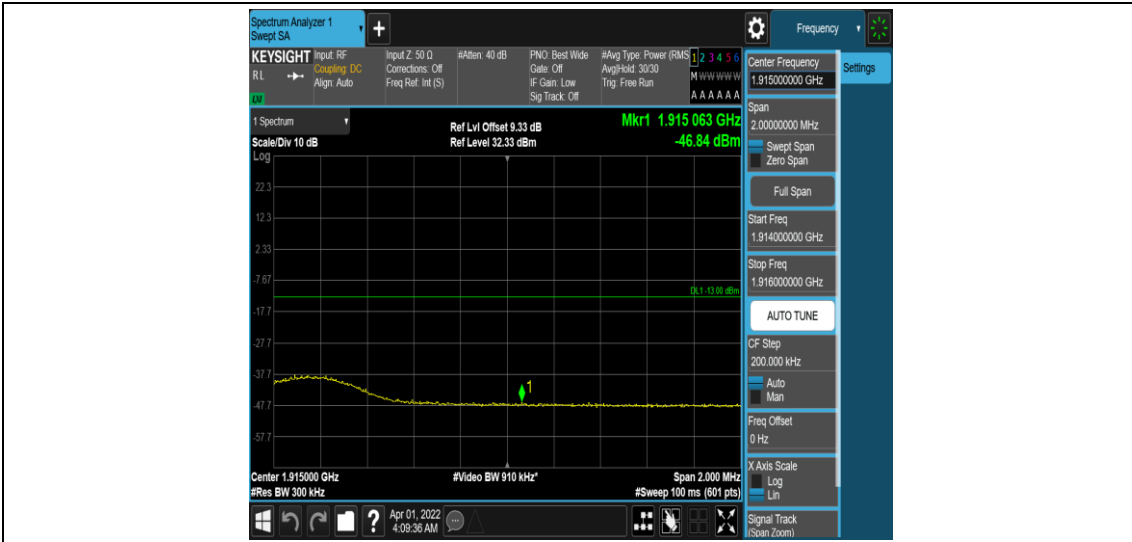 Spectrum Analyzer 1
Swept SA
+
Frequency
KEYSIGHT
RL
Input: RF
Coupling: DC
Align: Auto
Input Z: 50 Ω
Corrections: Off
Freq Ref: Int (S)
#Atten: 40 dB
PNO: Best Wide
Gate: Off
IF Gain: Low
Sig Track: Off
#Avg Type: Power (RMS
Avg|Hold: 30/30
Trig: Free Run
1 2 3 4 5 6
M W W W W W
A A A A A A
1 Spectrum
Scale/Div 10 dB
Log
Ref Lvl Offset 9.33 dB
Ref Level 32.33 dBm
Mkr1 1.915 063 GHz
-46.84 dBm
22.3
12.3
2.33
-7.67
DL1 -13.00 dBm
-17.7
-27.7
-37.7
1
-47.7
-57.7
Center 1.915000 GHz
#Res BW 300 kHz
#Video BW 910 kHz*
Span 2.000 MHz
#Sweep 100 ms (601 pts)
Center Frequency
1.915000000 GHz
Settings
Span
2.00000000 MHz
Swept Span
Zero Span
Full Span
Start Freq
1.914000000 GHz
Stop Freq
1.916000000 GHz
AUTO TUNE
CF Step
200.000 kHz
Auto
Man
Freq Offset
0 Hz
X Axis Scale
Log
Lin
Signal Track
(Span Zoom)
?
Apr 01, 2022
4:09:36 AM